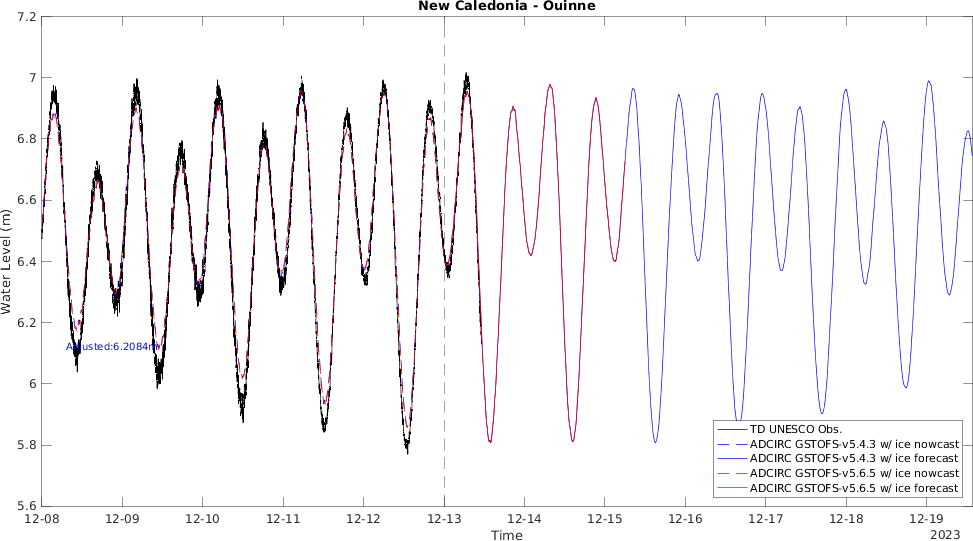 New Caledonia - Ouinne
7.2
7
6.8
6.6
6.4
6.2
6
5.8
5.6
Water Level (m)
Adjusted:6.2084m
TD UNESCO Obs.
ADCIRC GSTOFS-v5.4.3 w/ ice nowcast
ADCIRC GSTOFS-v5.4.3 w/ ice forecast
ADCIRC GSTOFS-v5.6.5 w/ ice nowcast
ADCIRC GSTOFS-v5.6.5 w/ ice forecast
12-08 12-09 12-10 12-11 12-12 12-13 12-14 12-15 12-16 12-17 12-18 12-19
Time
2023